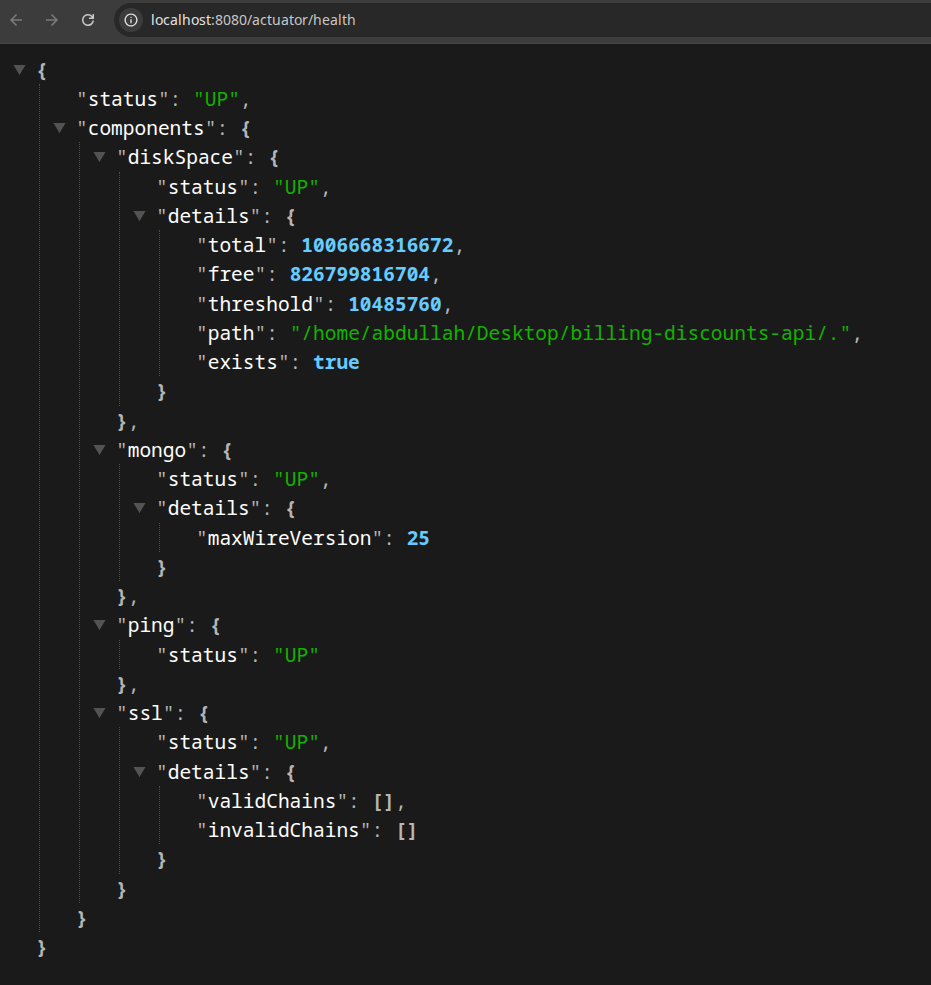 localhost:8080/actuator/health
{
"status": "UP",
"components": {
"diskSpace": {
"status": "UP",
"details": {
"total": 1006668316672,
"free": 826799816704,
"threshold": 10485760,
"path": "/home/abdullah/Desktop/billing-discounts-api/.",
"exists": true
}
},
"mongo": {
"status": "UP",
"details": {
"maxWireVersion": 25
}
},
"ping": {
"status": "UP"
},
"ssl": {
"status": "UP",
"details": {
"validChains": [],
"invalidChains": []
}
}
}
}